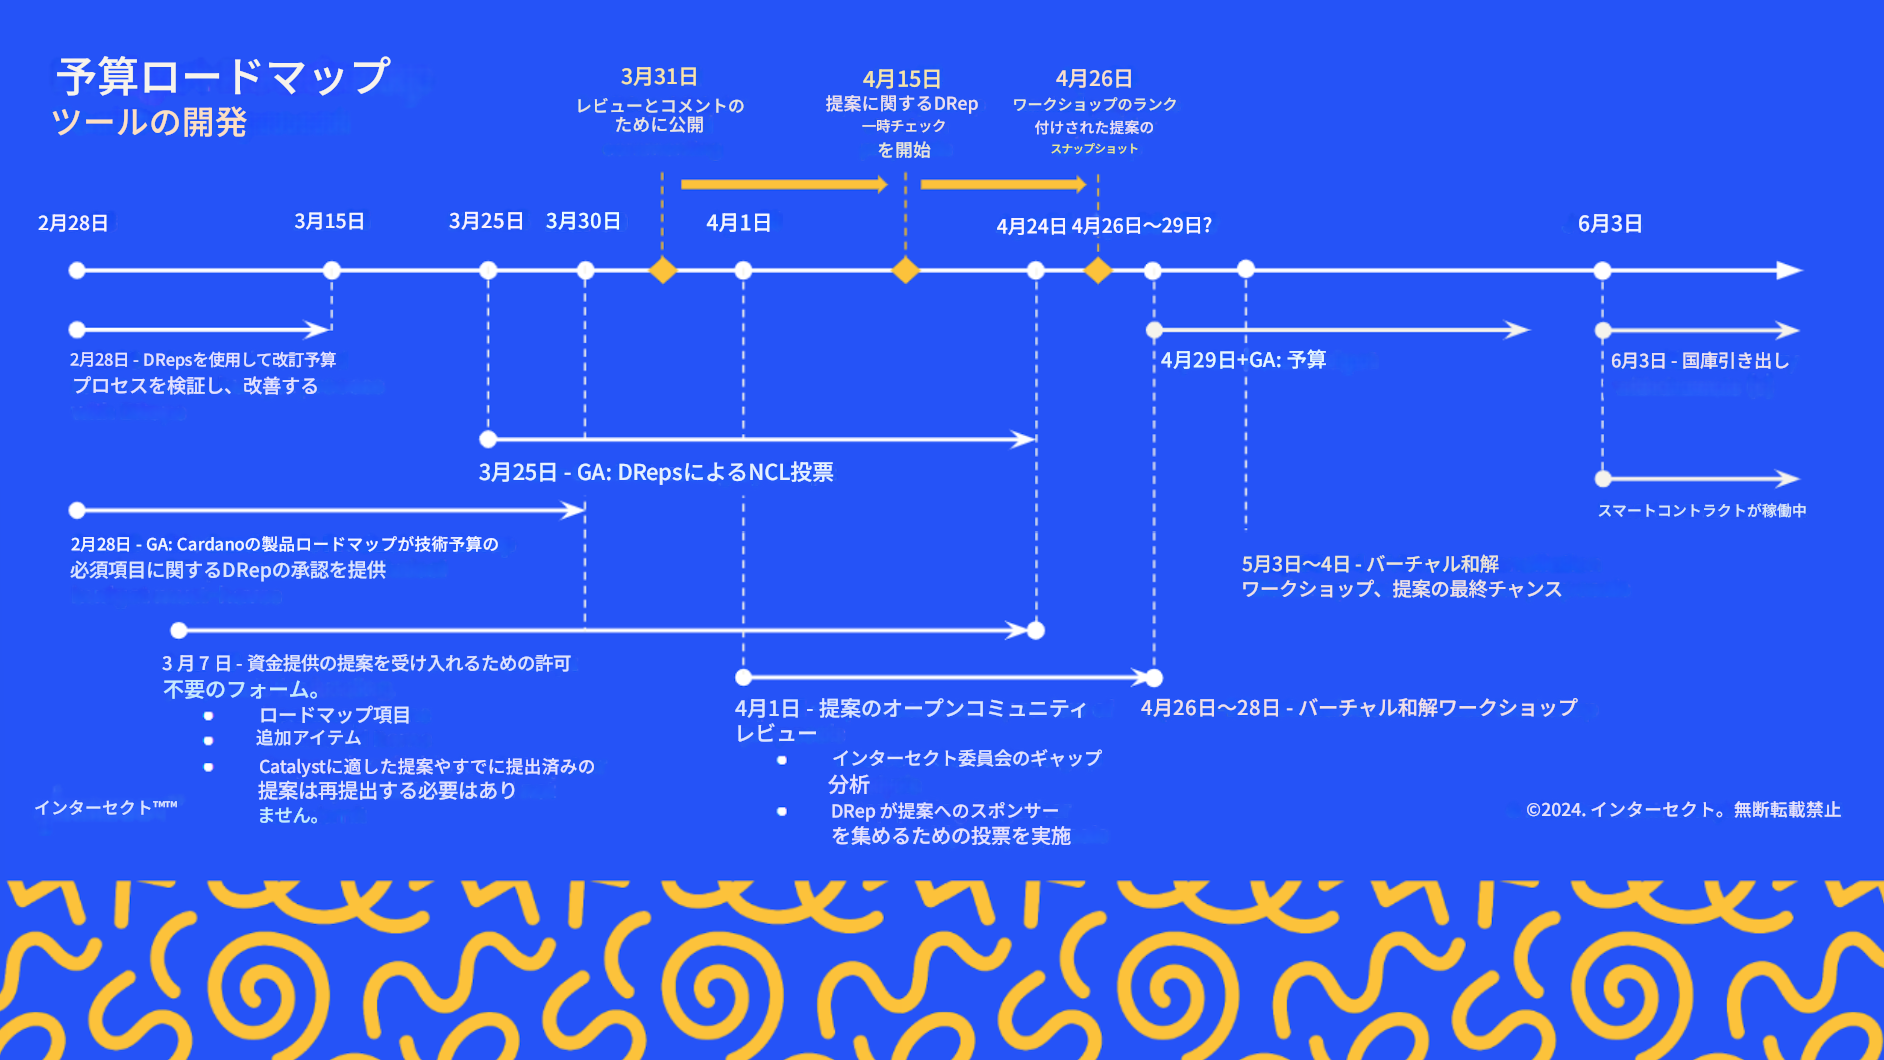 予算ロードマップ
ツールの開発
3月31日
レビューとコメントの
ために公開
4月15日
提案に関するDRep
一時チェック
を開始
4月26日
ワークショップのランク
付けされた提案の
スナップショット
2月28日
3月15日
3月25日
3月30日
4月1日
4月24日
4月26日〜29日?
6月3日
2月28日 - DRepsを使用して改訂予算
プロセスを検証し、改善する
4月29日+GA: 予算
6月3日 - 国庫引き出し
3月25日 - GA: DRepsによるNCL投票
スマートコントラクトが稼働中
2月28日 - GA: Cardanoの製品ロードマップが技術予算の
必須項目に関するDRepの承認を提供
5月3日〜4日 - バーチャル和解
ワークショップ、提案の最終チャンス
3 月 7 日 - 資金提供の提案を受け入れるための許可
不要のフォーム。
● ロードマップ項目
● 追加アイテム
● Catalystに適した提案やすでに提出済みの
提案は再提出する必要はあり
ません。
4月1日 - 提案のオープンコミュニティ
レビュー
● インターセクト委員会のギャップ
分析
● DRep が提案へのスポンサー
を集めるための投票を実施
4月26日〜28日 - バーチャル和解ワークショップ
インターセクト™™
©2024. インターセクト。無断転載禁止